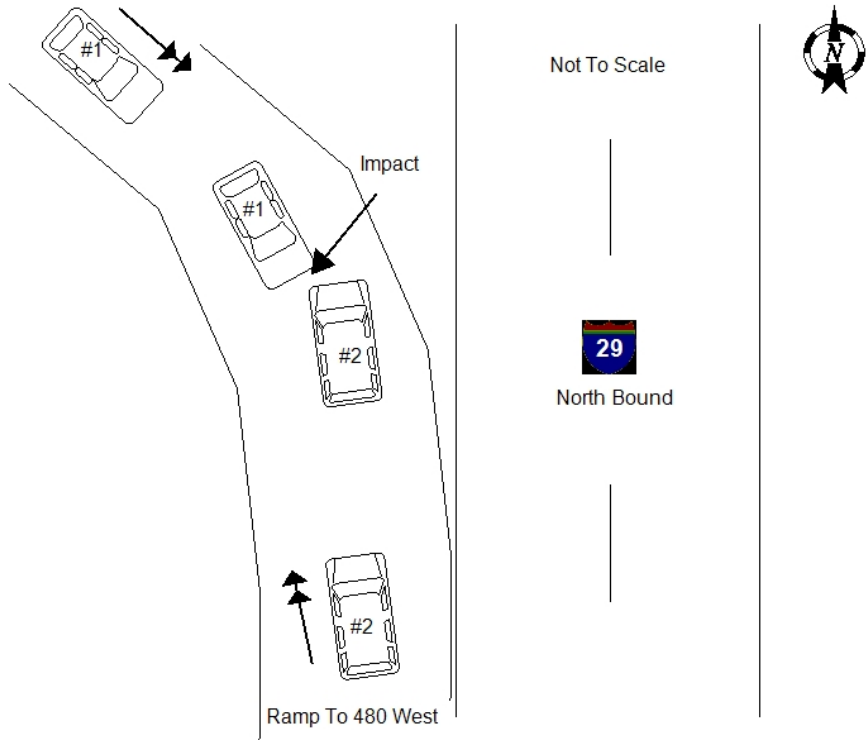 #1
N
Not To Scale
Impact
#1
#2
29
North Bound
#2
Ramp To 480 West